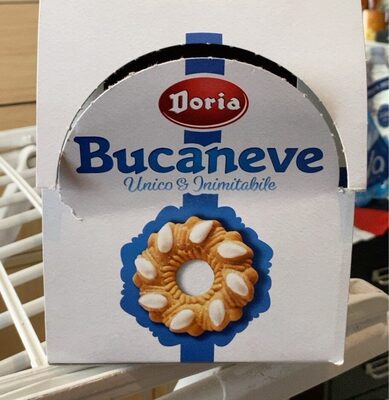 Doria
Bucaneve
Unico & Inimitabile